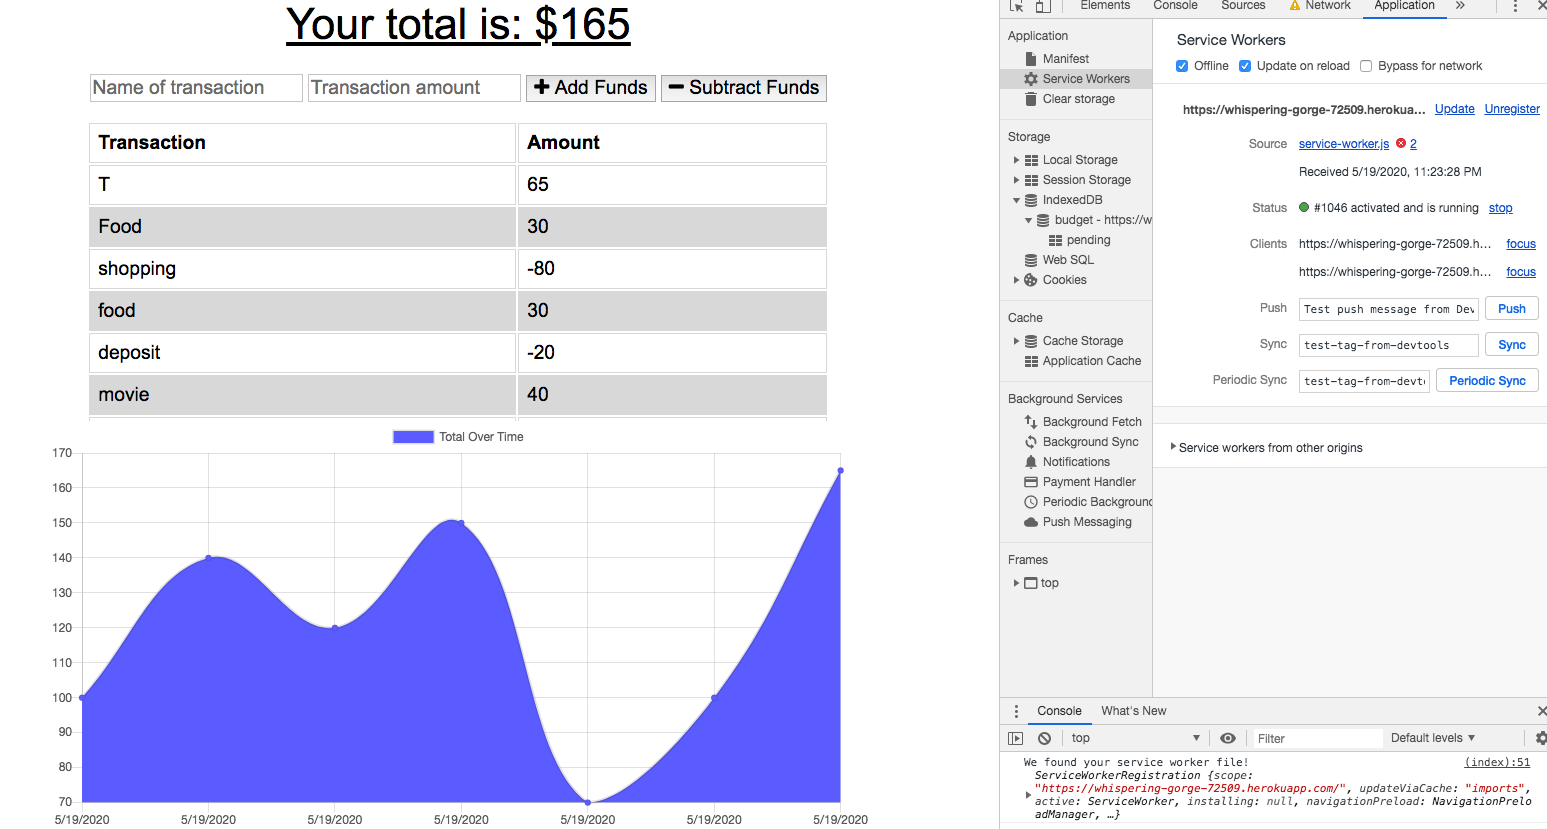 Your total is: $165
Name of transaction Transaction amount Add Funds Subtract Funds
Transaction Amount
T 65
Food 30
shopping -80
food 30
deposit -20
movie 40
Total Over Time
170
160
150
140
130
120
110
100
90
80
70
5/19/2020 5/19/2020 5/19/2020 5/19/2020 5/19/2020 5/19/2020 5/19/2020
Elements Console Sources Network Application »
Application
Manifest
Service Workers
Clear storage
Storage
Local Storage
Session Storage
IndexedDB
budget - https://w
pending
Web SQL
Cookies
Cache
Cache Storage
Application Cache
Background Services
Background Fetch
Background Sync
Notifications
Payment Handler
Periodic Background
Push Messaging
Frames
top
Service Workers
Offline Update on reload Bypass for network
https://whispering-gorge-72509.herokua... Update Unregister
Source service-worker.js 2
Received 5/19/2020, 11:23:28 PM
Status #1046 activated and is running stop
Clients https://whispering-gorge-72509.h... focus
https://whispering-gorge-72509.h... focus
Push Test push message from Dev Push
Sync test-tag-from-devtools Sync
Periodic Sync test-tag-from-devto Periodic Sync
Service workers from other origins
Console What's New
top Filter Default levels
We found your service worker file! (index):51
ServiceWorkerRegistration {scope:
"https://whispering-gorge-72509.herokuapp.com/", updateViaCache: "imports",
active: ServiceWorker, installing: null, navigationPreload: NavigationPrelo
adManager, …}